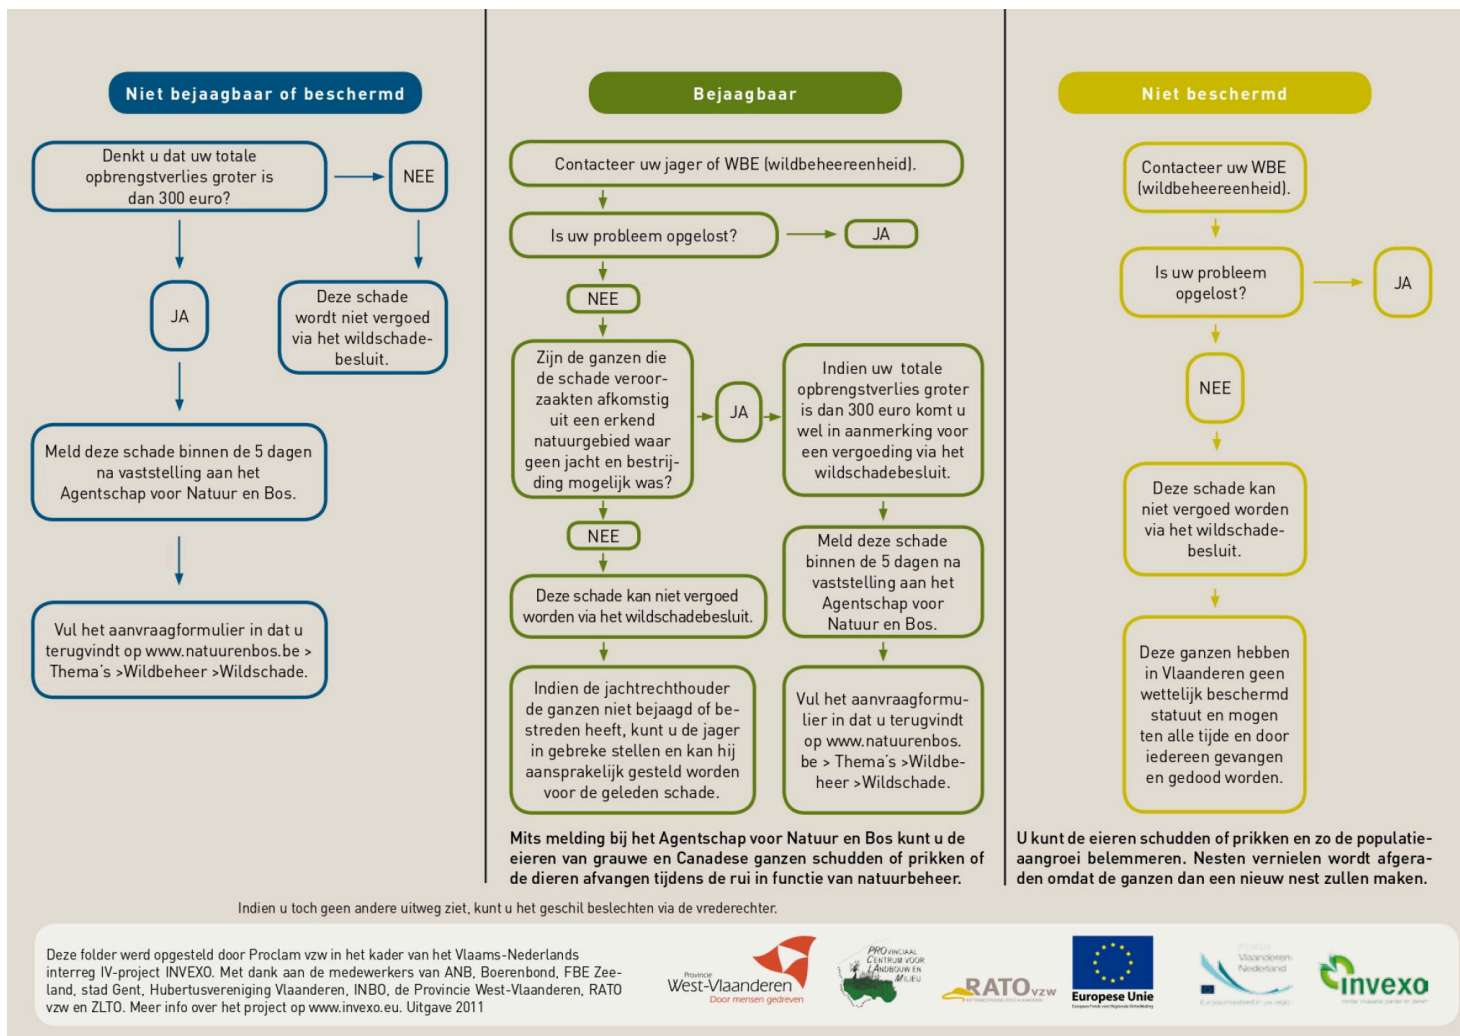 Niet bejaagbaar of beschermd
Denkt u dat uw totale
opbrengstverlies groter is
dan 300 euro?
NEE
JA
Deze schade
wordt niet vergoed
via het wildschade-
besluit.
Meld deze schade binnen de 5 dagen
na vaststelling aan het
Agentschap voor Natuur en Bos.
Vul het aanvraagformulier in dat u
terugvindt op www.natuurenbos.be >
Thema's >Wildbeheer >Wildschade.
Bejaagbaar
Contacteer uw jager of WBE (wildbeheereenheid).
Is uw probleem opgelost?
JA
NEE
Zijn de ganzen die
de schade veroor-
zaakten afkomstig
uit een erkend
natuurgebied waar
geen jacht en bestrij-
ding mogelijk was?
JA
Indien uw totale
opbrengstverlies groter
is dan 300 euro komt u
wel in aanmerking voor
een vergoeding via het
wildschadebesluit.
NEE
Meld deze schade
binnen de 5 dagen na
vaststelling aan het
Agentschap voor
Natuur en Bos.
Deze schade kan niet vergoed
worden via het wildschadebesluit.
Indien de jachtrechthouder
de ganzen niet bejaagd of be-
streden heeft, kunt u de jager
in gebreke stellen en kan hij
aansprakelijk gesteld worden
voor de geleden schade.
Vul het aanvraagformu-
lier in dat u terugvindt
op www.natuurenbos.
be > Thema's >Wildbe-
heer >Wildschade.
Mits melding bij het Agentschap voor Natuur en Bos kunt u de
eieren van grauwe en Canadese ganzen schudden of prikken of
de dieren afvangen tijdens de rui in functie van natuurbeheer.
Niet beschermd
Contacteer uw WBE
(wildbeheereenheid).
Is uw probleem
opgelost?
JA
NEE
Deze schade kan
niet vergoed worden
via het wildschade-
besluit.
Deze ganzen hebben
in Vlaanderen geen
wettelijk beschermd
statuut en mogen
ten alle tijde en door
iedereen gevangen
en gedood worden.
U kunt de eieren schudden of prikken en zo de populatie-
aangroei belemmeren. Nesten vernielen wordt afgera-
den omdat de ganzen dan een nieuw nest zullen maken.
Indien u toch geen andere uitweg ziet, kunt u het geschil beslechten via de vrederechter.
Deze folder werd opgesteld door Proclam vzw in het kader van het Vlaams-Nederlands
interreg IV-project INVEXO. Met dank aan de medewerkers van ANB, Boerenbond, FBE Zee-
land, stad Gent, Hubertusvereniging Vlaanderen, INBO, de Provincie West-Vlaanderen, RATO
vzw en ZLTO. Meer info over het project op www.invexo.eu. Uitgave 2011
Provincie
West-Vlaanderen
Door mensen gedreven
PROVINCIAAL
CENTRUM VOOR
LANDBOUW EN
MILIEU
RATO vzw
Europese Unie
Vlaanderen-
Nederland
invexo